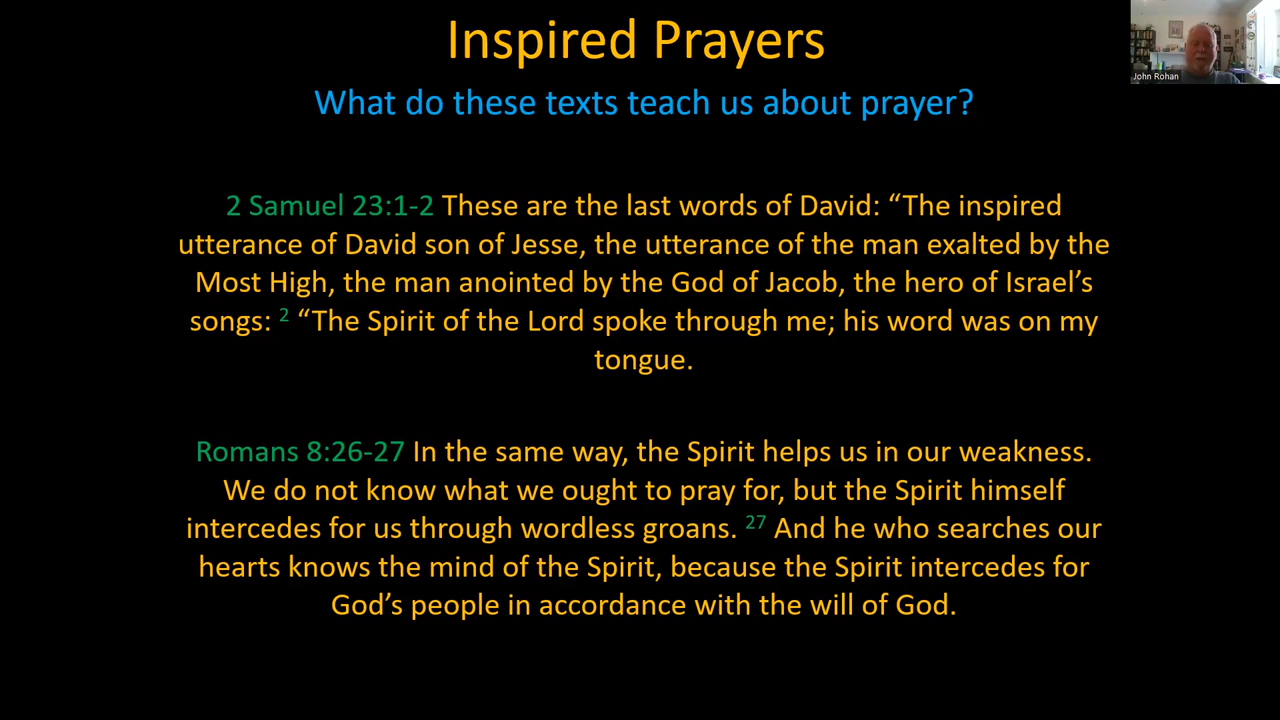 Inspired Prayers
John Rohan
What do these texts teach us about prayer?
2 Samuel 23:1-2 These are the last words of David: “The inspired
utterance of David son of Jesse, the utterance of the man exalted by the
Most High, the man anointed by the God of Jacob, the hero of Israel’s
songs: 2 “The Spirit of the Lord spoke through me; his word was on my
tongue.
Romans 8:26-27 In the same way, the Spirit helps us in our weakness.
We do not know what we ought to pray for, but the Spirit himself
intercedes for us through wordless groans. 27 And he who searches our
hearts knows the mind of the Spirit, because the Spirit intercedes for
God’s people in accordance with the will of God.